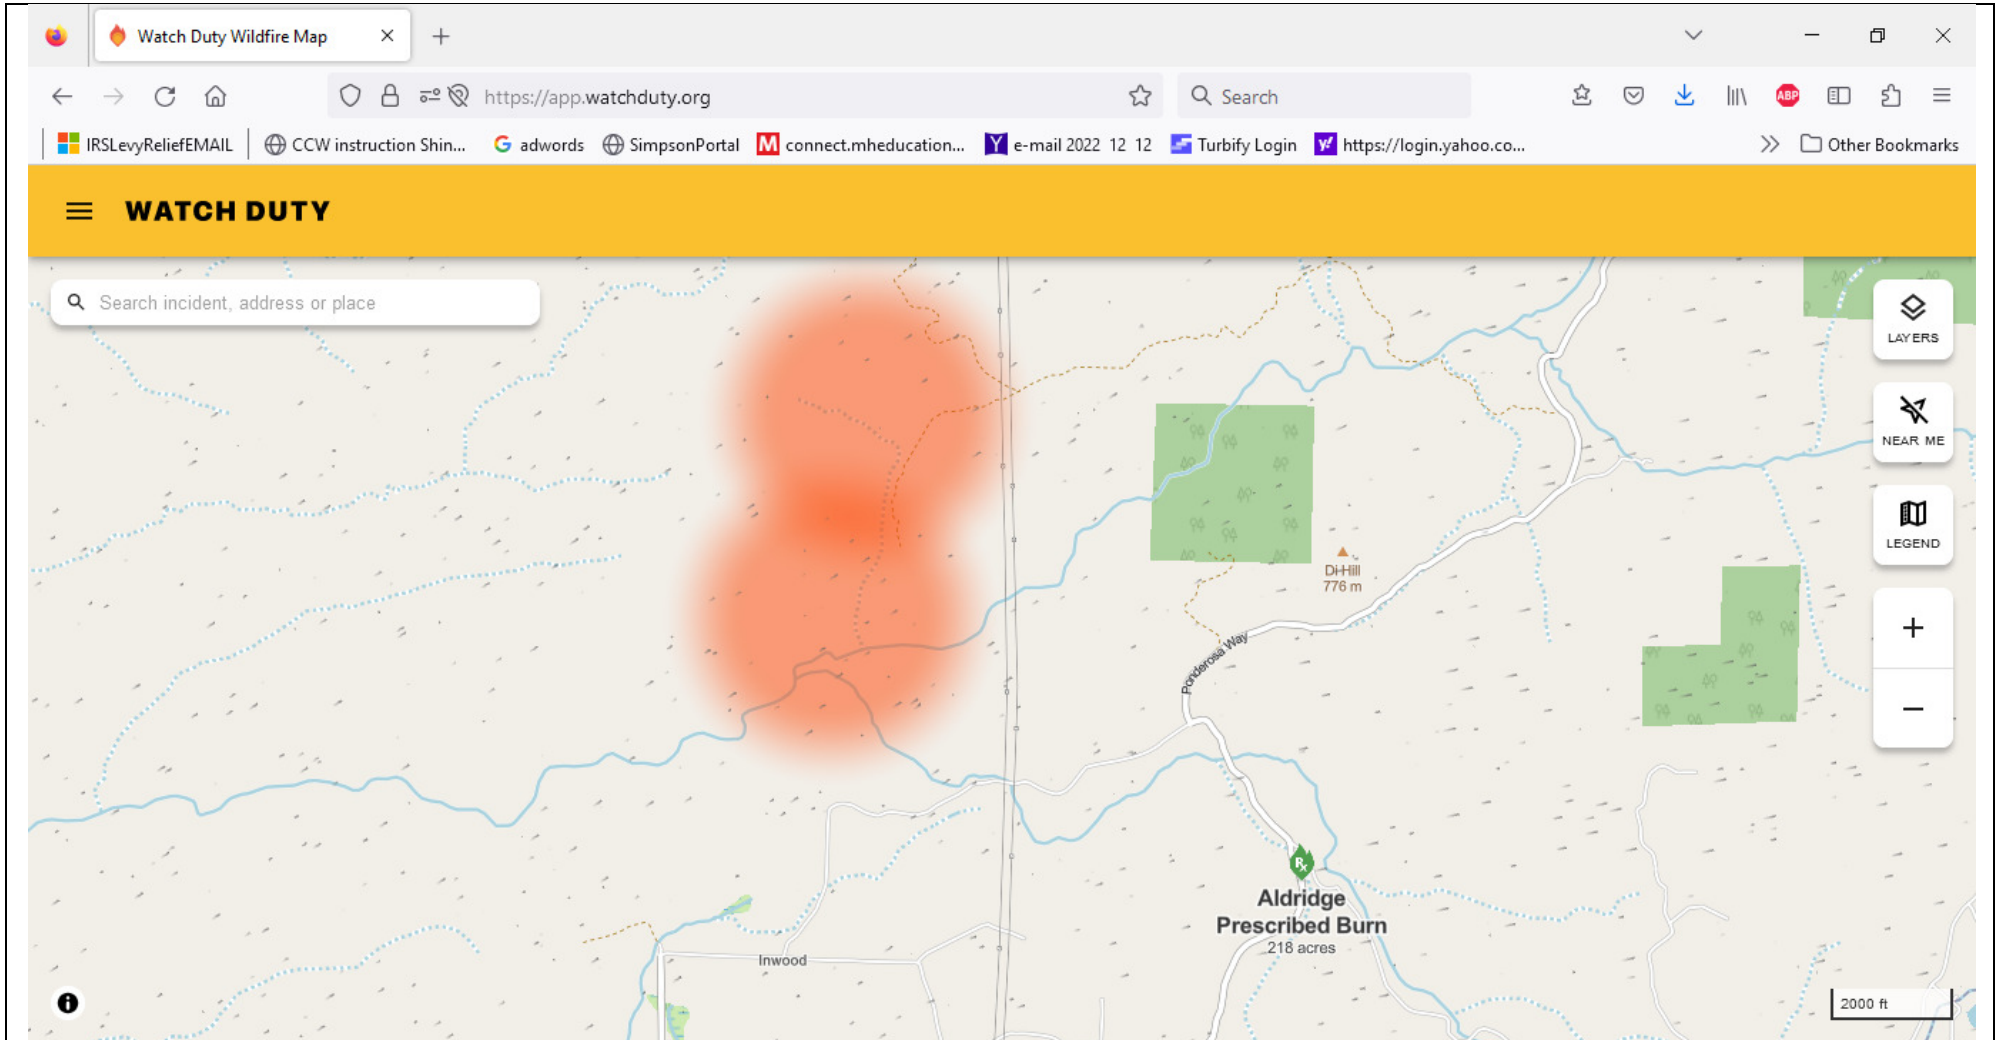 Watch Duty Wildfire Map
https://app.watchduty.org
Search
ABP
IRSLevyReliefEMAIL
CCW instruction Shin...
adwords
SimpsonPortal
M connect.mheducation...
Y e-mail 2022 12 12
Turbify Login
y! https://login.yahoo.co...
Other Bookmarks
WATCH DUTY
Search incident, address or place
LAYERS
NEAR ME
LEGEND
Di-Hill
776 m
Ponderosa Way
Rx
Aldridge
Prescribed Burn
218 acres
Inwood
2000 ft